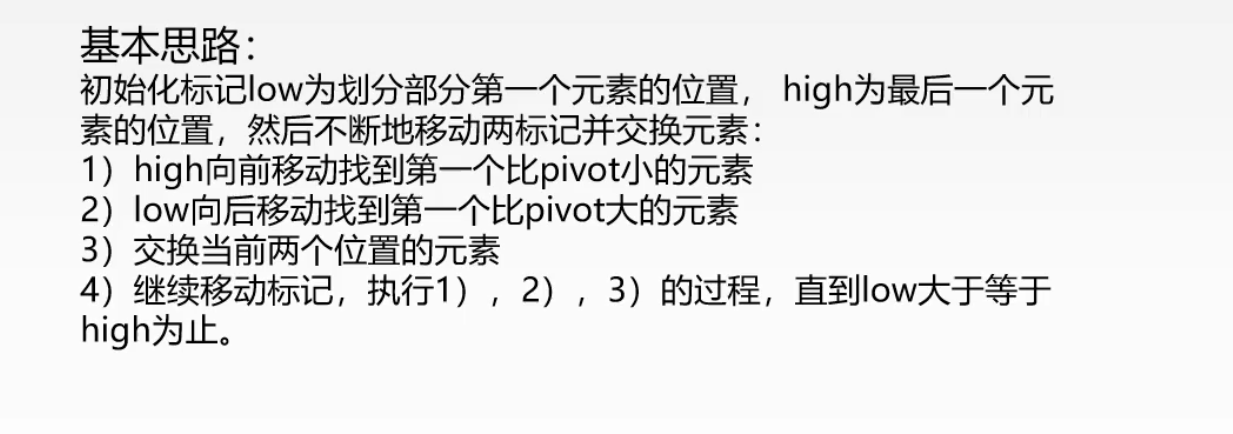 基本思路：
初始化标记low为划分部分第一个元素的位置， high为最后一个元
素的位置，然后不断地移动两标记并交换元素：
1）high向前移动找到第一个比pivot小的元素
2）low向后移动找到第一个比pivot大的元素
3）交换当前两个位置的元素
4）继续移动标记，执行1），2），3）的过程，直到low大于等于
high为止。